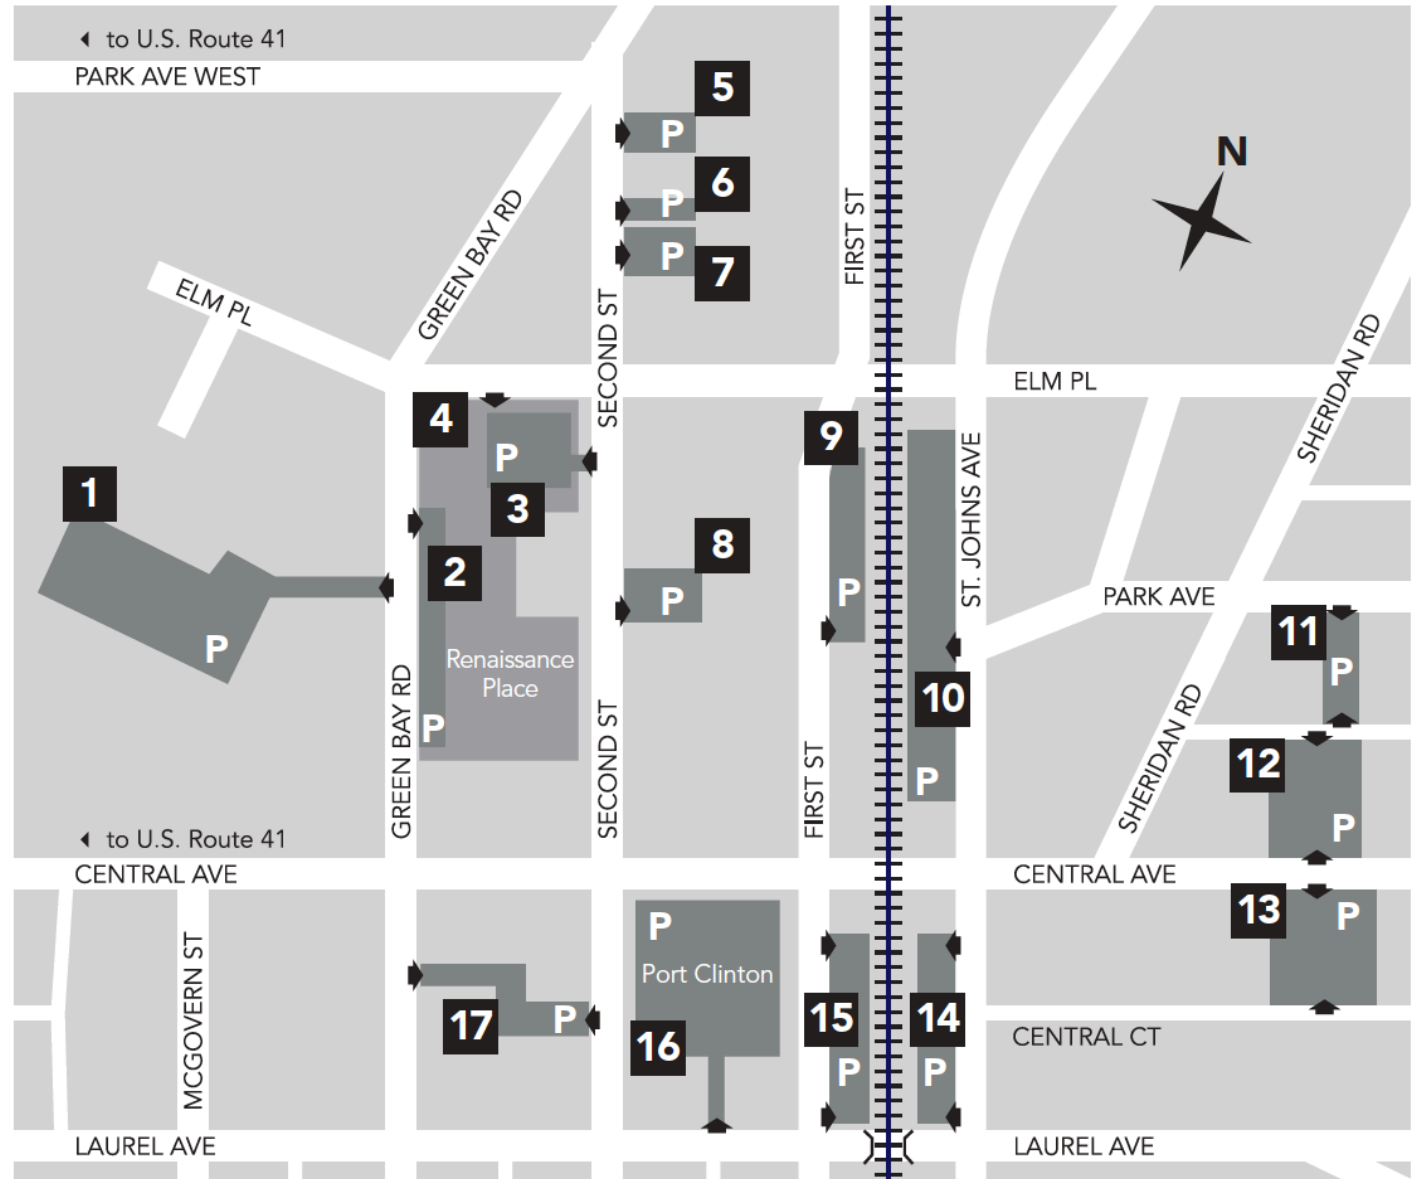 to U.S. Route 41
PARK AVE WEST
5
P
N
6
P
P
7
GREEN BAY RD
FIRST ST
ELM PL
SECOND ST
SHERIDAN RD
ELM PL
4
9
P
ST. JOHNS AVE
1
3
8
2
P
P
PARK AVE
11
P
P
Renaissance
Place
10
P
P
GREEN BAY RD
SECOND ST
FIRST ST
SHERIDAN RD
12
P
to U.S. Route 41
CENTRAL AVE
CENTRAL AVE
13
P
P
Port Clinton
MCGOVERN ST
17
P
16
15
14
CENTRAL CT
P
P
LAUREL AVE
LAUREL AVE